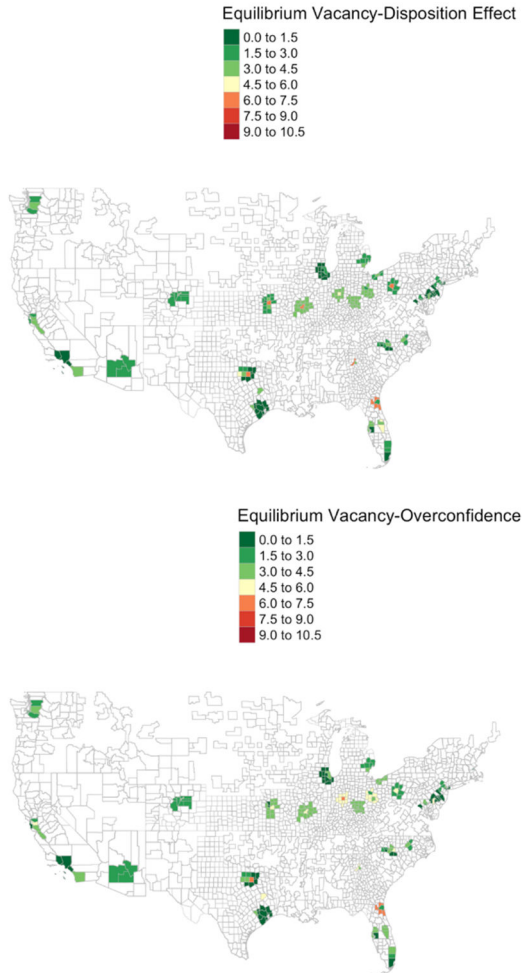 Equilibrium Vacancy-Disposition Effect
0.0 to 1.5
1.5 to 3.0
3.0 to 4.5
4.5 to 6.0
6.0 to 7.5
7.5 to 9.0
9.0 to 10.5
Equilibrium Vacancy-Overconfidence
0.0 to 1.5
1.5 to 3.0
3.0 to 4.5
4.5 to 6.0
6.0 to 7.5
7.5 to 9.0
9.0 to 10.5